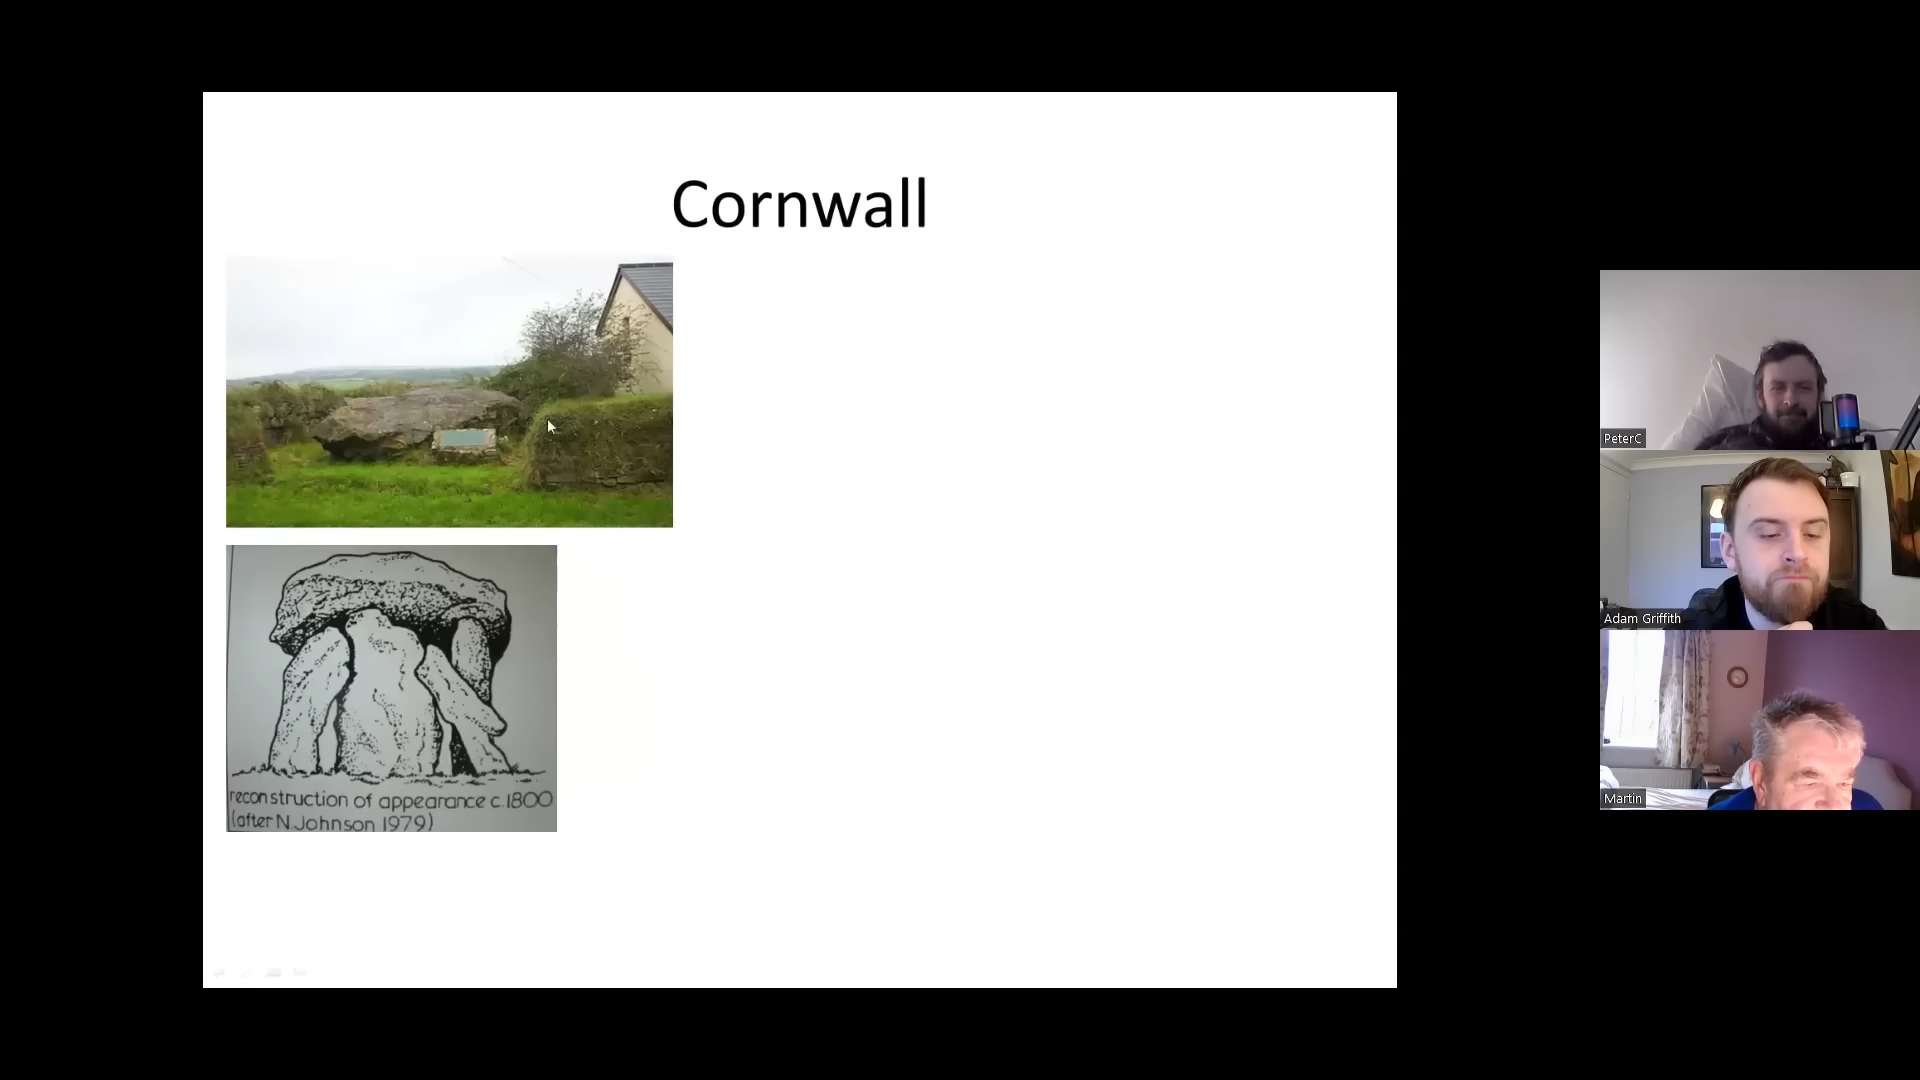 Cornwall
reconstruction of appearance c.1800
(after N.Johnson 1979)
PeterC
Adam Griffith
Martin